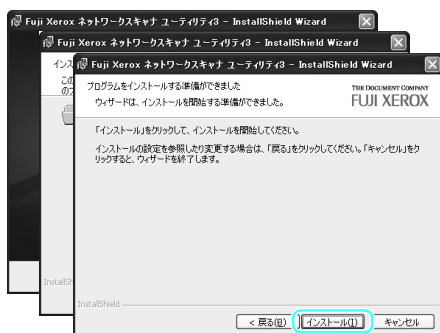 Fuji Xerox ネットワークスキャナ ユーティリティ3 - InstallShield Wizard
Fuji Xerox ネットワークスキャナ ユーティリティ3 - InstallShield Wizard
インス
この
のフ
InstallSh
Fuji Xerox ネットワークスキャナ ユーティリティ3 - InstallShield Wizard
プログラムをインストールする準備ができました
ウィザードは、インストールを開始する準備ができました。
THE DOCUMENT COMPANY
FUJI XEROX
「インストール」をクリックして、インストールを開始してください。
インストールの設定を参照したり変更する場合は、「戻る」をクリックしてください。「キャンセル」をク
リックすると、ウィザードを終了します。
InstallShield
< 戻る(B)
インストール(I)
キャンセル